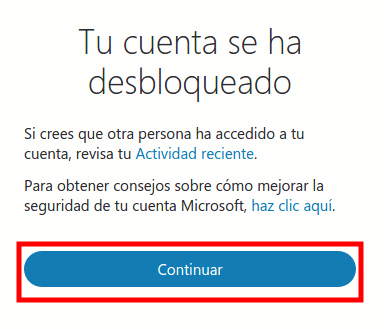 Tu cuenta se ha
desbloqueado
Si crees que otra persona ha accedido a tu
cuenta, revisa tu Actividad reciente.
Para obtener consejos sobre cómo mejorar la
seguridad de tu cuenta Microsoft, haz clic aquí.
Continuar